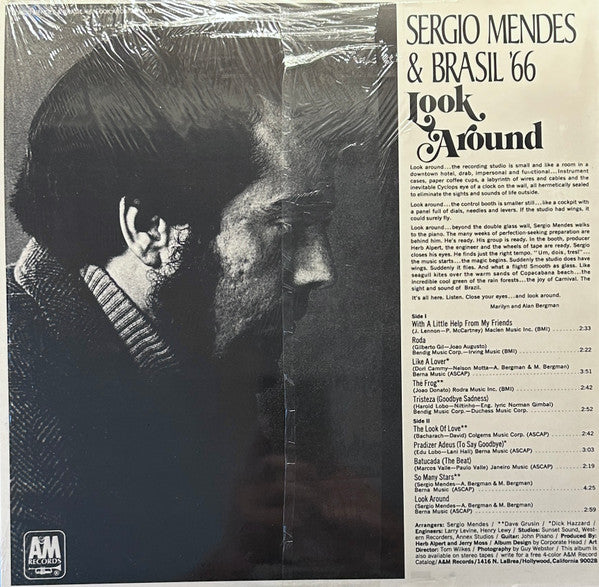 SERGIO MENDES
& BRASIL '66
Look
Around
Look around...the recording studio is small and like a room in a
downtown hotel, drab, impersonal and functional...Instrument
cases, paper coffee cups, a labyrinth of wires and cables and the
inevitable Cyclops eye of a clock on the wall, all hermetically sealed
to eliminate the sights and sounds of life outside.
Look around...the control booth is smaller still...like a cockpit with
a panel full of dials, needles and levers. If the studio had wings, it
could surely fly.
Look around...beyond the double glass wall, Sergio Mendes walks
to the piano. The many weeks of perfection-seeking preparation are
behind him. He's ready. His group is ready. In the booth, producer
Herb Alpert, the engineer and the wheels of tape are ready. Sergio
closes his eyes. He finds just the right tempo. "Um, dois, tres!"...
the music starts...the magic begins. Suddenly the studio does have
wings. Suddenly it flies. And what a flight! Smooth as glass. Like
seagull kites over the warm sands of Copacabana beach...the
incredible cool green of the rain forests...the joy of Carnival. The
sight and sound of Brazil.
It's all here. Listen. Close your eyes...and look around.
Marilyn and Alan Bergman
Side I
With A Little Help From My Friends
(J. Lennon—P. McCartney) Maclen Music Inc. (BMI) ..2:33
Roda
(Gilberto Gil—Joao Augusto)
Bendig Music Corp.—Irving Music (BMI) ..........2:22
Like A Lover*
(Dori Cammy—Nelson Motta—A. Bergman & M. Bergman)
Berna Music (ASCAP) ..........3:51
The Frog**
(Joao Donato) Rodra Music Inc. (BMI) ..........2:42
Tristeza (Goodbye Sadness)
(Harold Lobo—Niltinho—Eng. lyric Norman Gimbal)
Bendig Music Corp.—Duchess Music Corp. ..........2:52
Side II
The Look Of Love**
(Bacharach—David) Colgems Music Corp. (ASCAP) ....2:42
Pradizer Adeus (To Say Goodbye)*
(Edu Lobo—Lani Hall) Berna Music (ASCAP) ..........3:03
Batucada (The Beat)
(Marcos Valle—Paulo Valle) Janeiro Music (ASCAP) ....2:19
So Many Stars**
(Sergio Mendes—A. Bergman & M. Bergman)
Berna Music (ASCAP) ..........4:25
Look Around
(Sergio Mendes—A. Bergman & M. Bergman)
Berna Music (ASCAP) ..........2:59
Arrangers: Sergio Mendes / **Dave Grusin / *Dick Hazzard /
Engineers: Larry Levine, Henry Lewy / Studios: Sunset Sound, West-
ern Recorders, Annex Studios / Guitar: John Pisano / Produced By:
Herb Alpert and Jerry Moss / Album Design by Corporate Head / Art
Director: Tom Wilkes / Photography by Guy Webster / This album is
also available on stereo tapes / write for a free 4-color A&M Record
Catalog/A&M Records/1416 N. LaBrea/Hollywood, California 90028
A&M
RECORDS